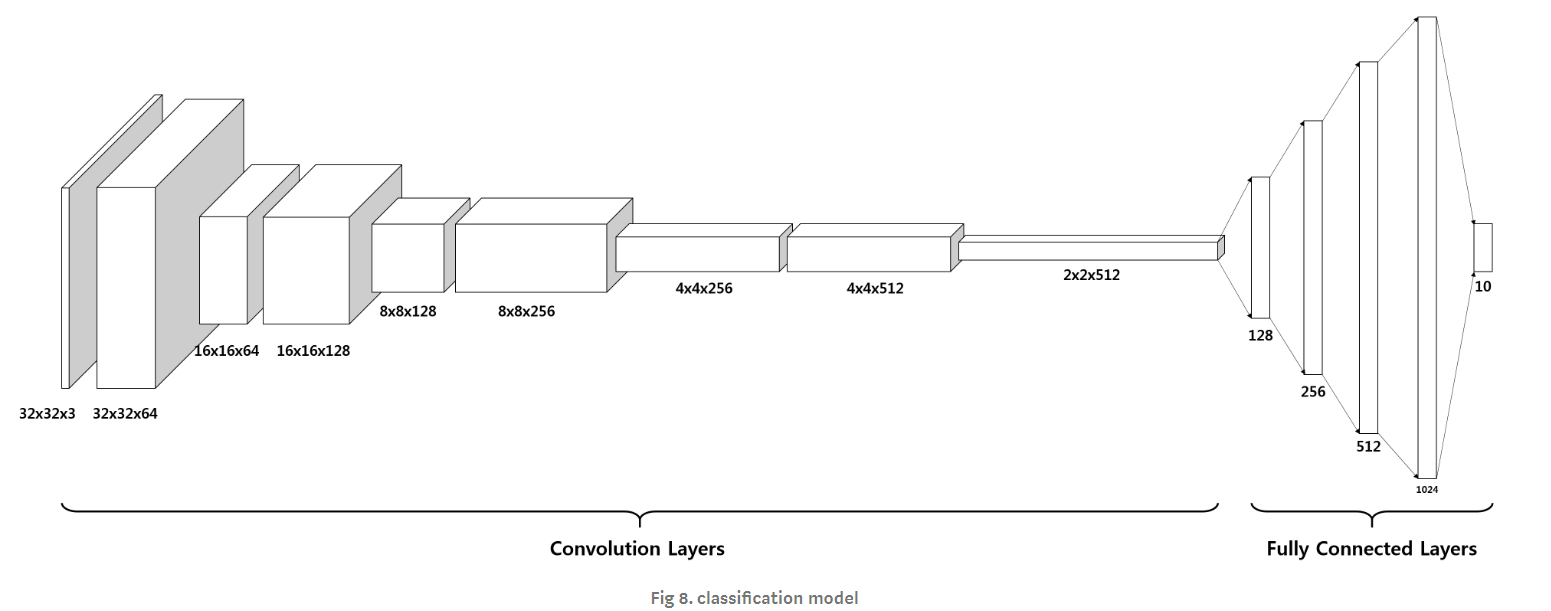 32x32x3
32x32x64
16x16x64
16x16x128
8x8x128
8x8x256
4x4x256
4x4x512
2x2x512
128
256
512
1024
10
Convolution Layers
Fully Connected Layers
Fig 8. classification model